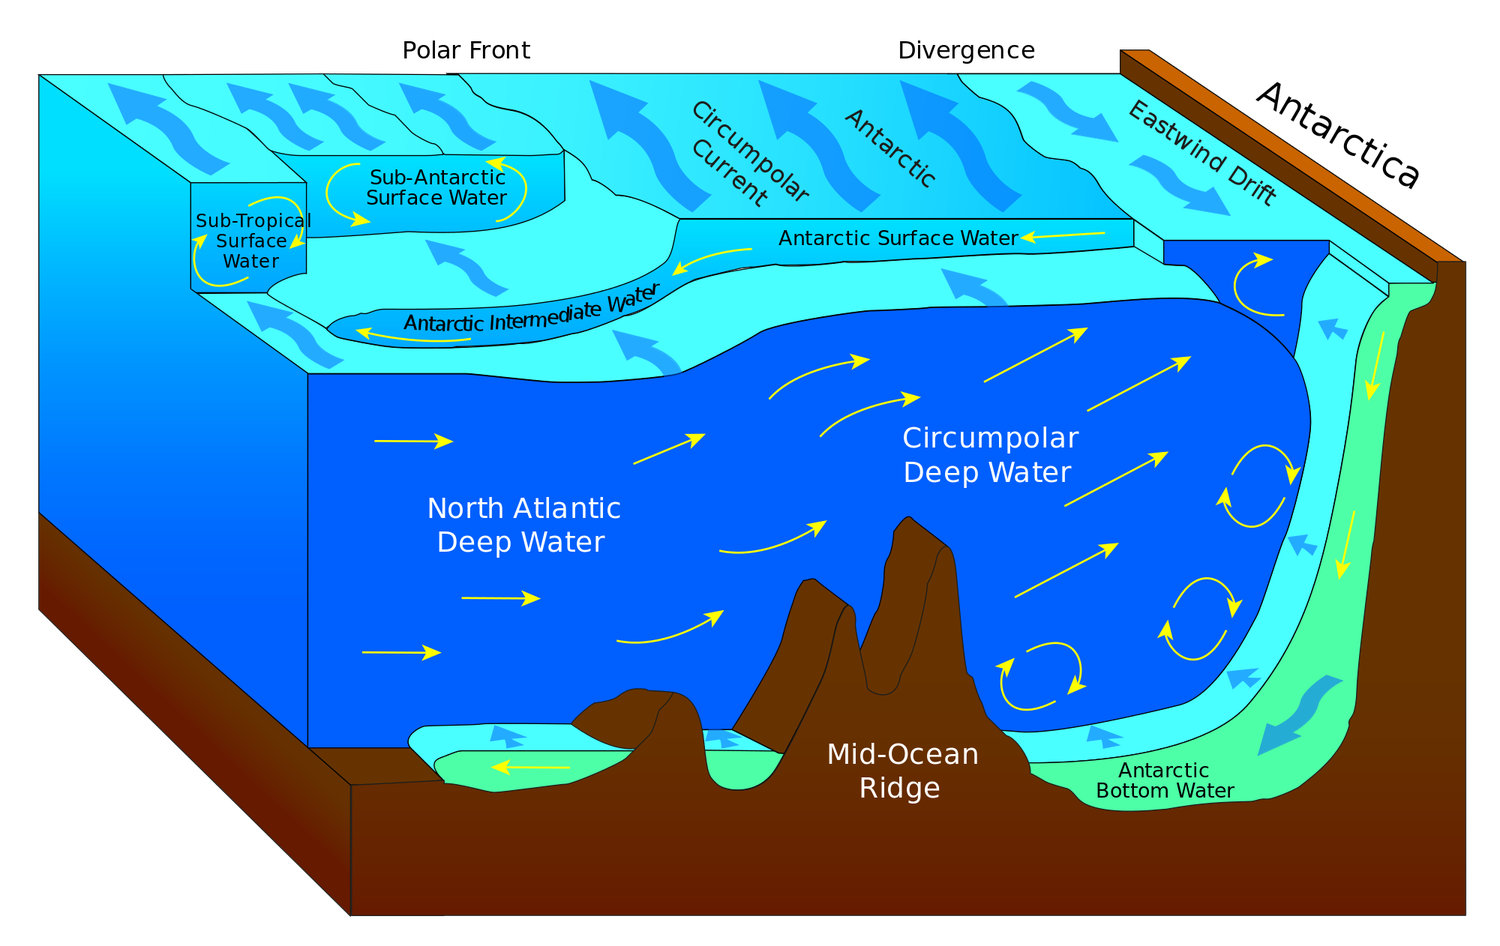 Polar Front
Divergence
Antarctica
Eastwind Drift
Antarctic
Circumpolar
Current
Sub-Antarctic
Surface Water
Sub-Tropical
Surface
Water
Antarctic Surface Water
Antarctic Intermediate Water
Circumpolar
Deep Water
North Atlantic
Deep Water
Mid-Ocean
Ridge
Antarctic
Bottom Water